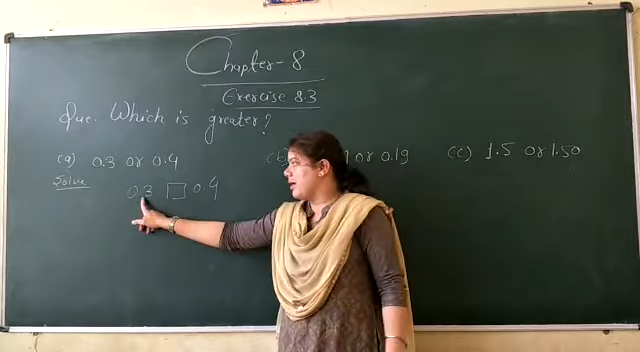 Chapter-8
Exercise 8.3
Que. Which is greater?
(a) 0.3 or 0.4 or 0.19 (c) 1.5 or 1.50
Solve
0.3 □ 0.4